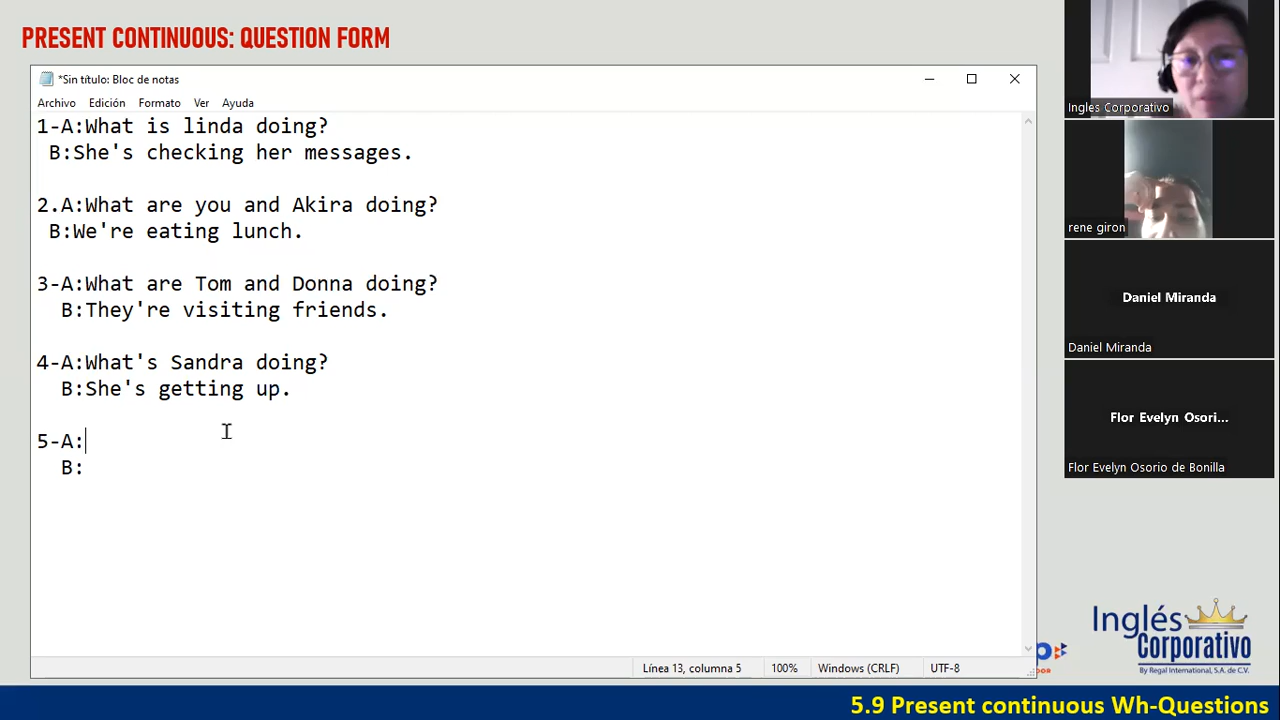 PRESENT CONTINUOUS: QUESTION FORM
*Sin título: Bloc de notas
Archivo Edición Formato Ver Ayuda
1-A:What is linda doing?
B:She's checking her messages.
2.A:What are you and Akira doing?
B:We're eating lunch.
3-A:What are Tom and Donna doing?
B:They're visiting friends.
4-A:What's Sandra doing?
B:She's getting up.
5-A:
B:
Línea 13, columna 5 100% Windows (CRLF) UTF-8
Ingles Corporativo
rene giron
Daniel Miranda
Daniel Miranda
Flor Evelyn Osori...
Flor Evelyn Osorio de Bonilla
Inglés
Corporativo
By Regal International, S.A. de C.V.
5.9 Present continuous Wh-Questions